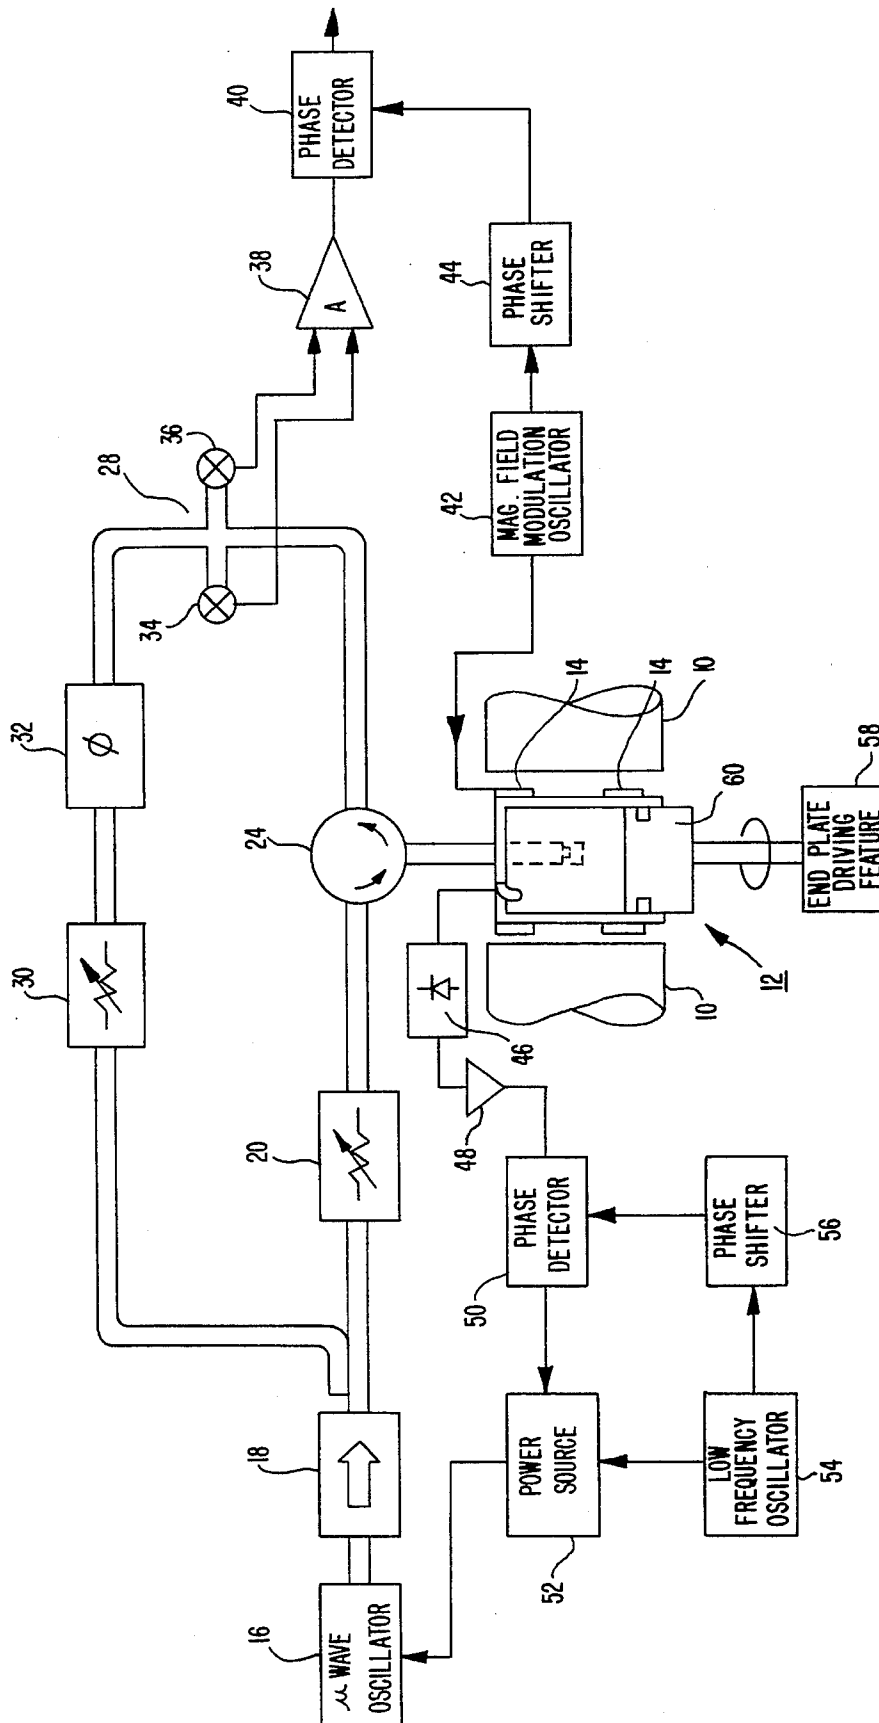 16
μ WAVE
OSCILLATOR
18
20
24
30
32
ø
28
34
36
38
A
40
PHASE
DETECTOR
44
PHASE
SHIFTER
42
MAG. FIELD
MODULATION
OSCILLATOR
14
14
10
10
12
60
58
END PLATE
DRIVING
FEATURE
46
48
50
PHASE
DETECTOR
52
POWER
SOURCE
54
LOW
FREQUENCY
OSCILLATOR
56
PHASE
SHIFTER